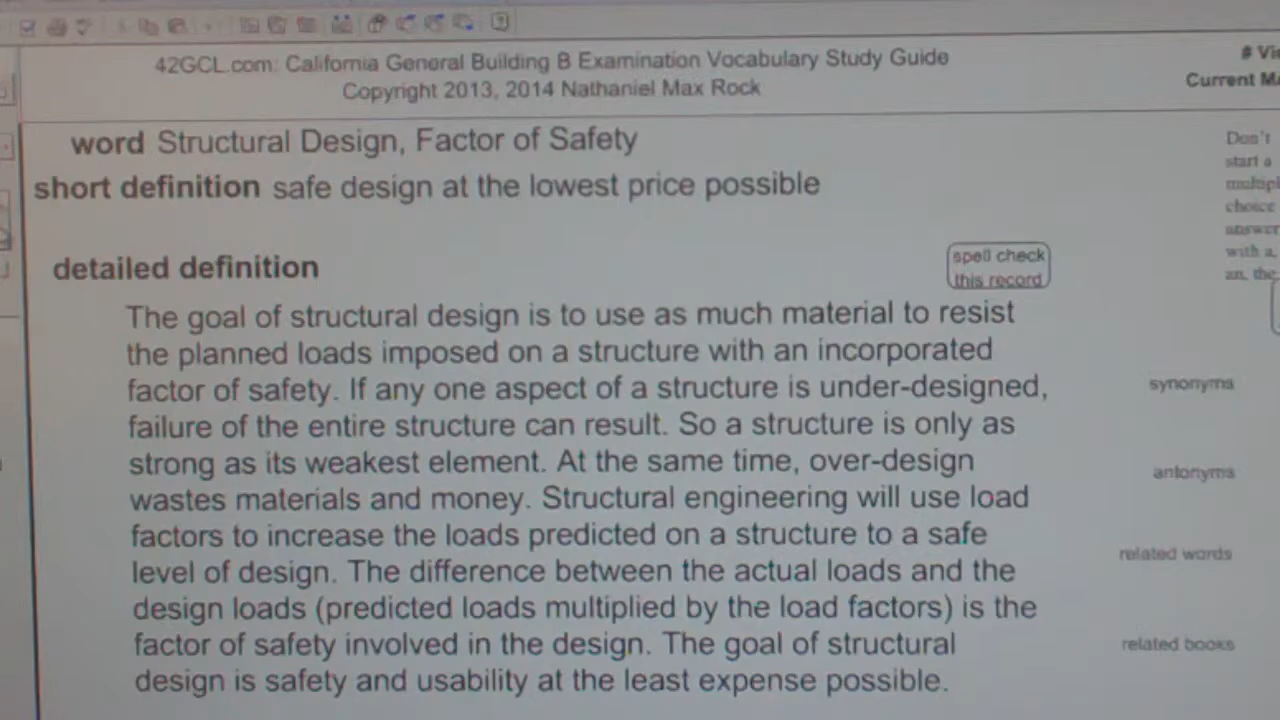 42GCL.com: California General Building B Examination Vocabulary Study Guide
Copyright 2013, 2014 Nathaniel Max Rock
Current
word Structural Design, Factor of Safety
short definition safe design at the lowest price possible
Don't
start a
choice
with a,
an, the
detailed definition
spell check
this record
The goal of structural design is to use as much material to resist
the planned loads imposed on a structure with an incorporated
factor of safety. If any one aspect of a structure is under-designed,
failure of the entire structure can result. So a structure is only as
strong as its weakest element. At the same time, over-design
wastes materials and money. Structural engineering will use load
factors to increase the loads predicted on a structure to a safe
level of design. The difference between the actual loads and the
design loads (predicted loads multiplied by the load factors) is the
factor of safety involved in the design. The goal of structural
design is safety and usability at the least expense possible.
synonyms
antonyms
related words
related books